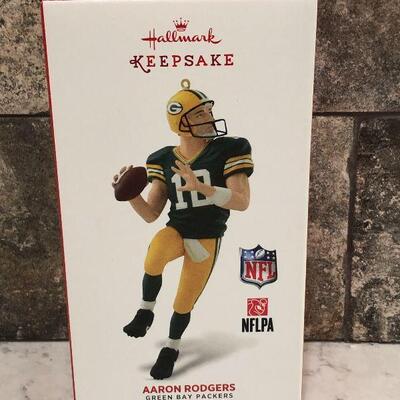 Hallmark
KEEPSAKE
G
12
NFL
NFLPA
AARON RODGERS
GREEN BAY PACKERS